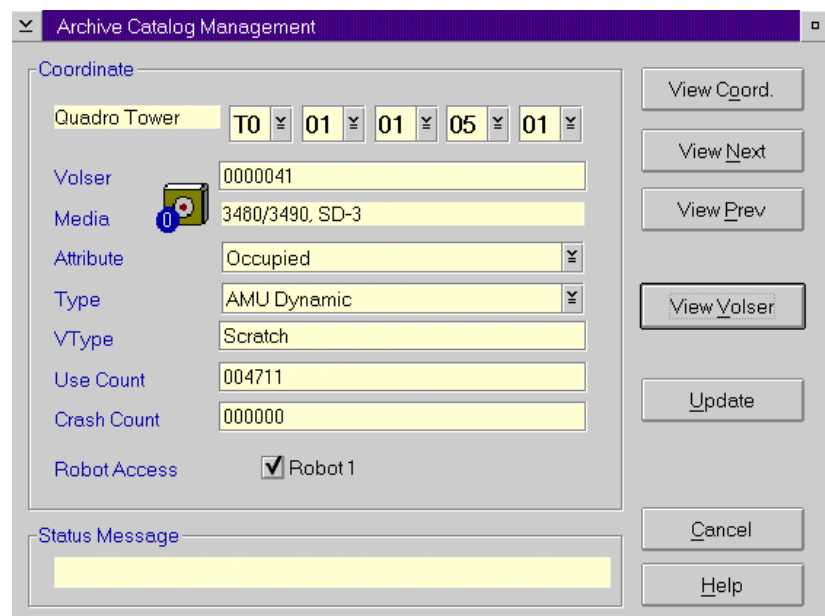 Archive Catalog Management
Coordinate
Quadro Tower T0 01 01 05 01
Volser 0000041
Media 3480/3490, SD-3
0
Attribute Occupied
Type AMU Dynamic
VType Scratch
Use Count 004711
Crash Count 000000
Robot Access Robot 1
Status Message
View Coord.
View Next
View Prev
View Volser
Update
Cancel
Help